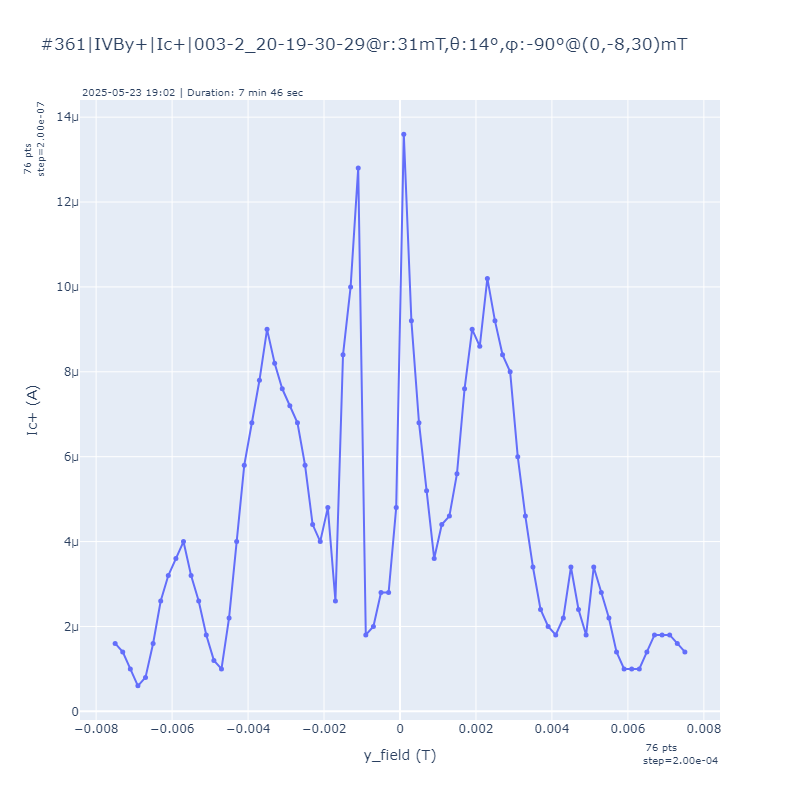 #361|IVBy+|Ic+|003-2_20-19-30-29@r:31mT,θ:14º,φ:-90º@(0,-8,30)mT
2025-05-23 19:02 | Duration: 7 min 46 sec
76 pts
step=2.00e-07
14μ
12μ
10μ
8μ
6μ
4μ
2μ
0
Ic+ (A)
−0.008
−0.006
−0.004
−0.002
0
0.002
0.004
0.006
0.008
y_field (T)
76 pts
step=2.00e-04